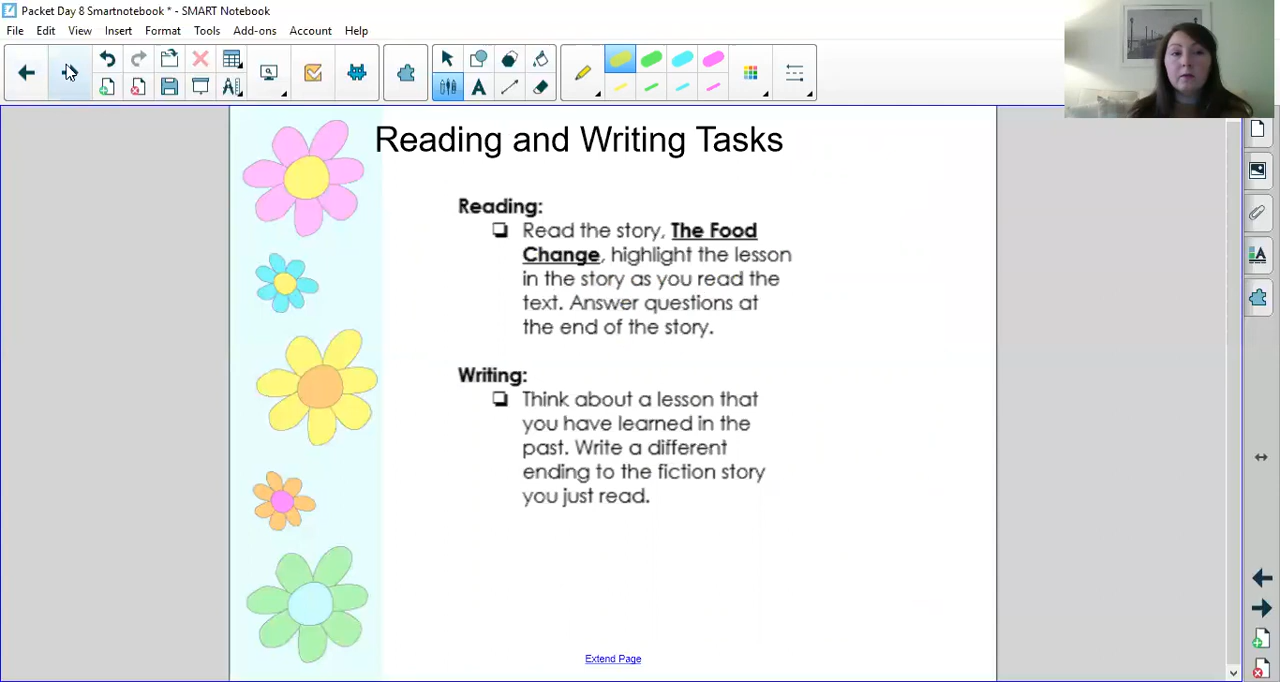 Packet Day 8 Smartnotebook * - SMART Notebook
File Edit View Insert Format Tools Add-ons Account Help
Reading and Writing Tasks
Reading:
Read the story, The Food
Change, highlight the lesson
in the story as you read the
text. Answer questions at
the end of the story.
Writing:
Think about a lesson that
you have learned in the
past. Write a different
ending to the fiction story
you just read.
Extend Page